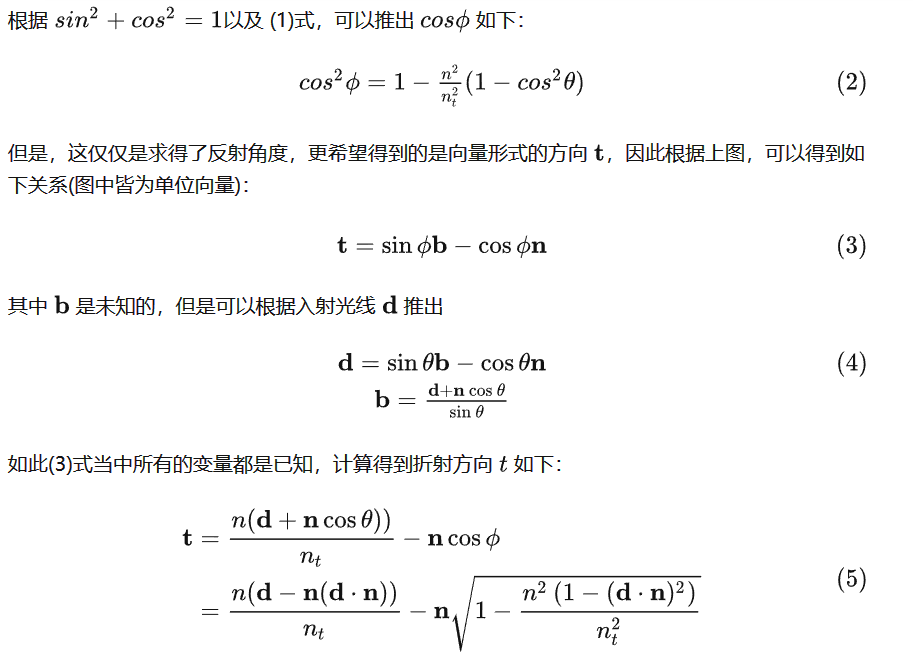 根据 $sin^2 + cos^2 = 1$以及 (1)式，可以推出 $cos\phi$ 如下：
$cos^2\phi = 1 - \frac{n^2}{n_t^2}(1 - cos^2\theta)$ (2)
但是，这仅仅是求得了反射角度，更希望得到的是向量形式的方向 $\mathbf{t}$，因此根据上图，可以得到如
下关系(图中皆为单位向量)：
$\mathbf{t} = \sin\phi\mathbf{b} - \cos\phi\mathbf{n}$ (3)
其中 $\mathbf{b}$ 是未知的，但是可以根据入射光线 $\mathbf{d}$ 推出
$\mathbf{d} = \sin\theta\mathbf{b} - \cos\theta\mathbf{n}$ (4)
$\mathbf{b} = \frac{\mathbf{d}+\mathbf{n}\cos\theta}{\sin\theta}$
如此(3)式当中所有的变量都是已知，计算得到折射方向 $t$ 如下：
$\mathbf{t} = \frac{n(\mathbf{d}+\mathbf{n}\cos\theta))}{n_t} - \mathbf{n}\cos\phi$
$= \frac{n(\mathbf{d}-\mathbf{n}(\mathbf{d}\cdot\mathbf{n}))}{n_t} - \mathbf{n}\sqrt{1 - \frac{n^2(1-(\mathbf{d}\cdot\mathbf{n})^2)}{n_t^2}}$ (5)